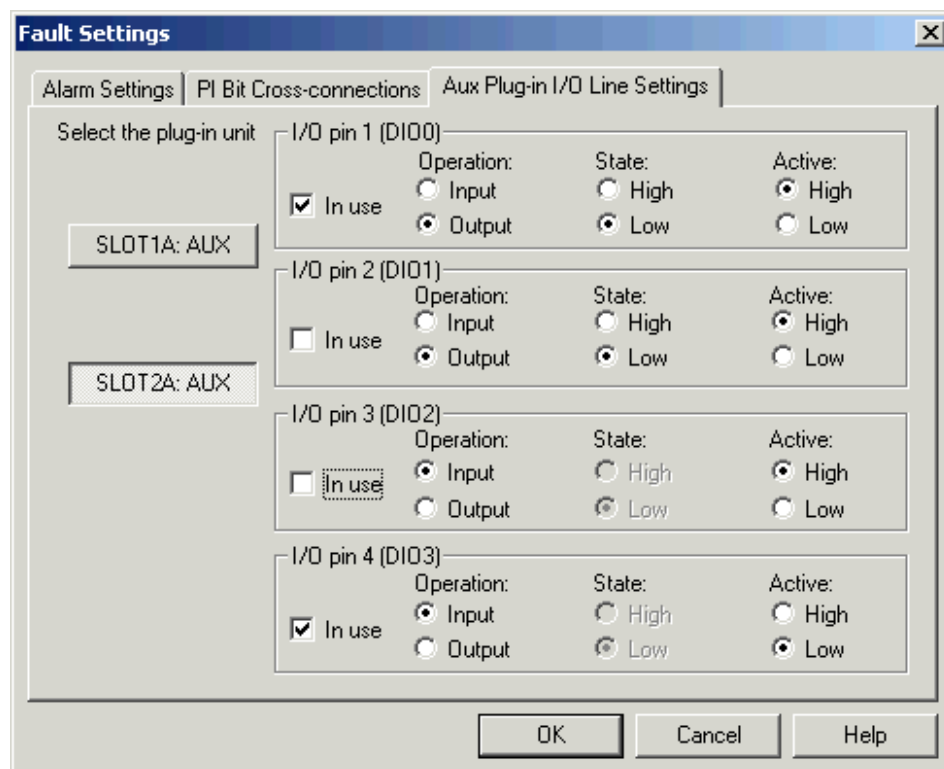 Fault Settings
Alarm Settings
PI Bit Cross-connections
Aux Plug-in I/O Line Settings
Select the plug-in unit
SLOT1A: AUX
SLOT2A: AUX
I/O pin 1 (DIO0)
Operation: State: Active:
In use
Input High High
Output Low Low
I/O pin 2 (DIO1)
Operation: State: Active:
In use
Input High High
Output Low Low
I/O pin 3 (DIO2)
Operation: State: Active:
In use
Input High High
Output Low Low
I/O pin 4 (DIO3)
Operation: State: Active:
In use
Input High High
Output Low Low
OK Cancel Help